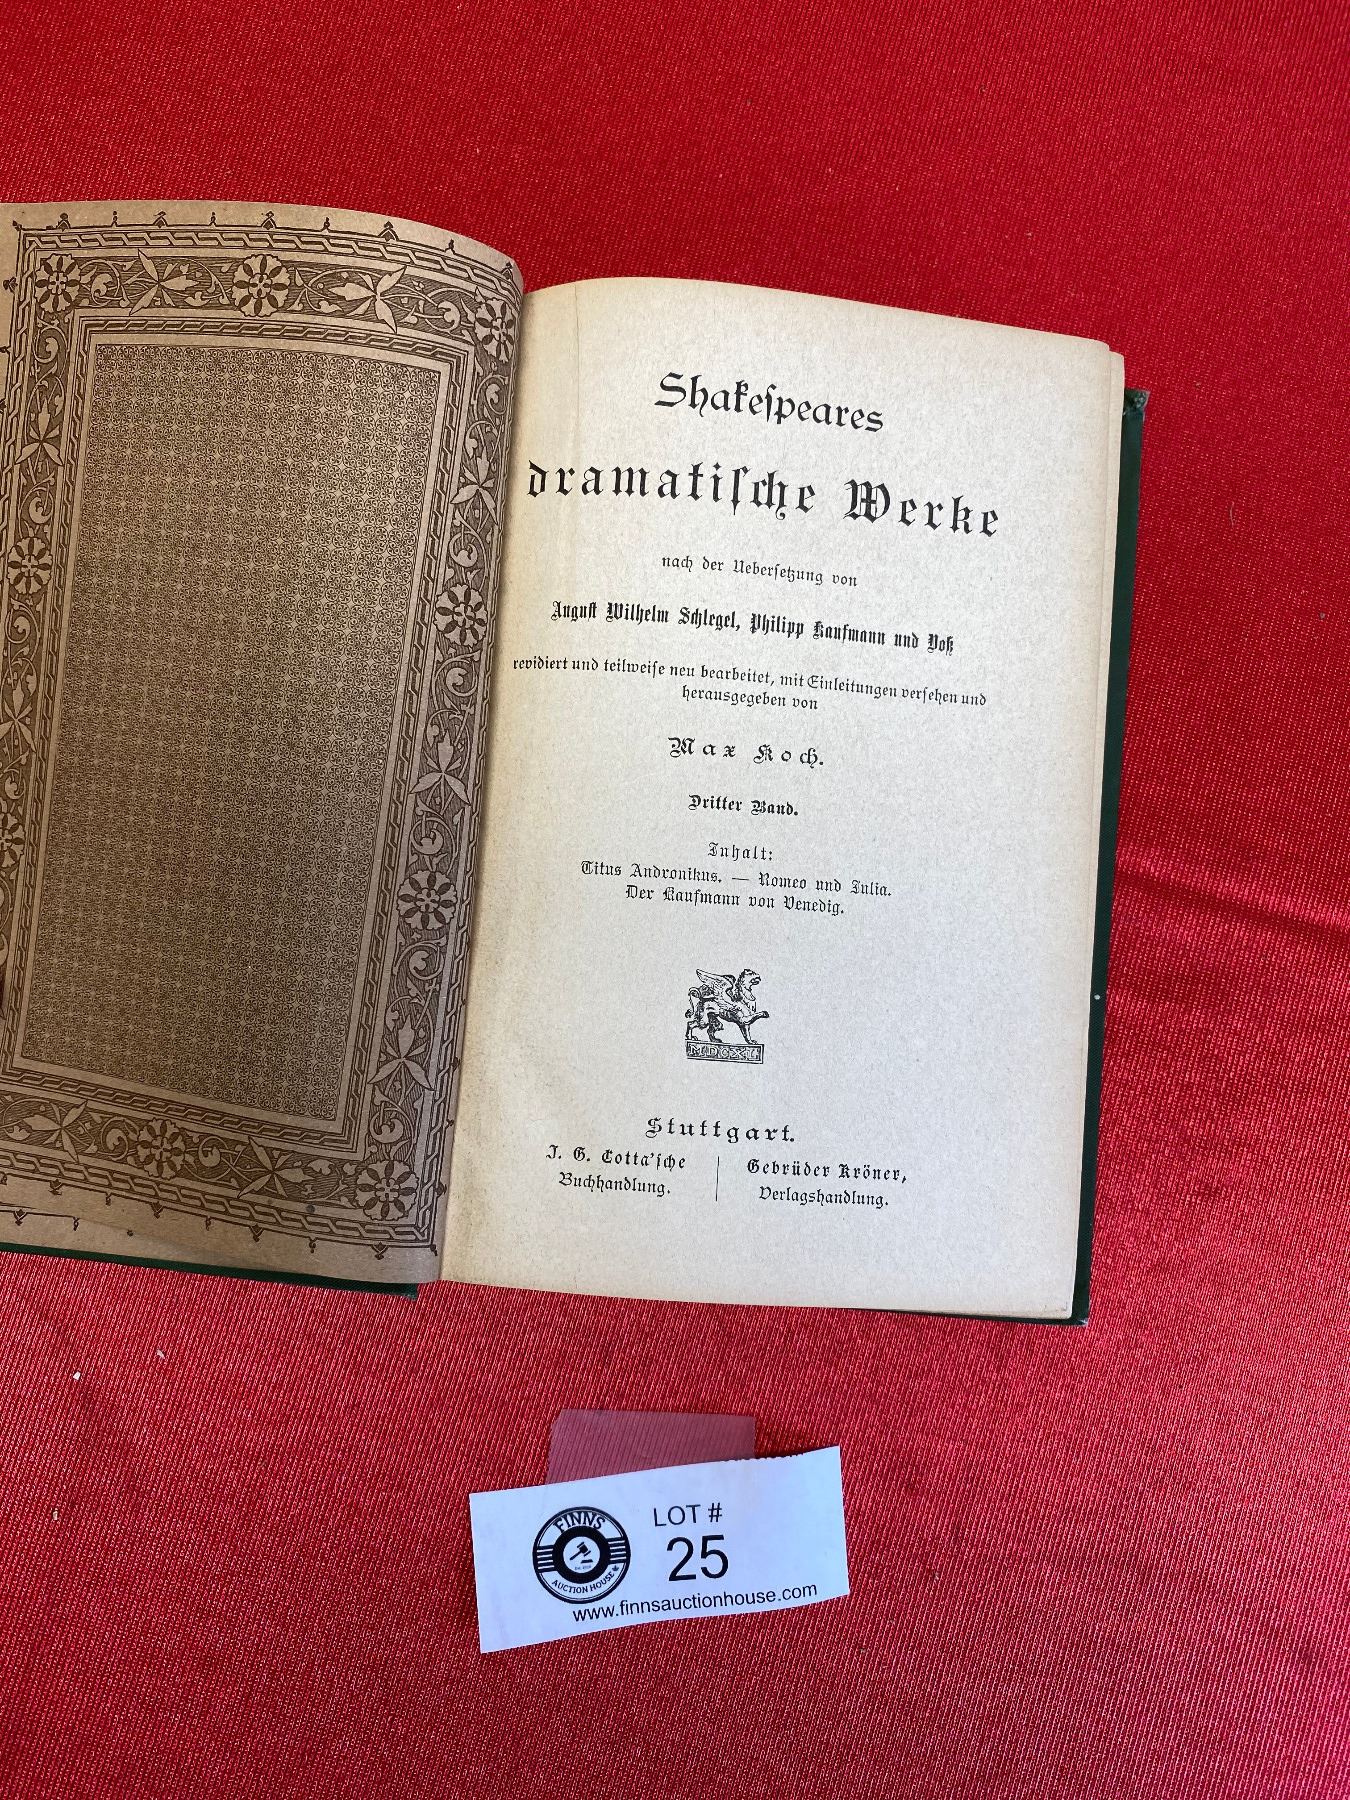 Shakeſpeares
dramatiſche Werke
nach der Ueberſetzung von
Auguſt Wilhelm Schlegel, Philipp Kaufmann und Voß
revidiert und teilweiſe neu bearbeitet, mit Einleitungen verſehen und
herausgegeben von
Max Koch.
Dritter Band.
Inhalt:
Titus Andronikus. — Romeo und Julia.
Der Kaufmann von Venedig.
MDCXL
Stuttgart.
J. G. Cotta'ſche
Buchhandlung.
Gebrüder Kröner,
Verlagshandlung.
FINNS
AUCTION HOUSE
LOT #
25
www.finnsauctionhouse.com